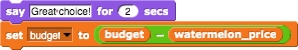 say Great choice! for 2 secs
set budget to budget - watermelon_price